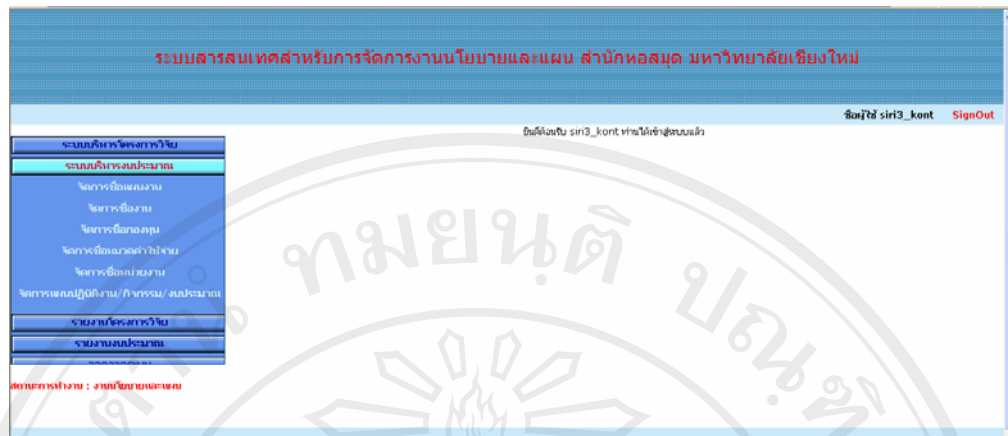 ระบบสารสนเทศสำหรับการจัดการงานนโยบายและแผน สำนักหอสมุด มหาวิทยาลัยเชียงใหม่
ชื่อผู้ใช้ siri3_kont SignOut
ยินดีต้อนรับ siri3_kont ท่านได้เข้าสู่ระบบแล้ว
ระบบบริหารโครงการวิจัย
ระบบบริหารงบประมาณ
จัดการชื่อแผนงาน
จัดการชื่องาน
จัดการชื่อกองทุน
จัดการชื่อหมวดค่าใช้จ่าย
จัดการชื่อหน่วยงาน
จัดการแผนปฏิบัติงาน/กิจกรรม/งบประมาณ
รายงานโครงการวิจัย
รายงานงบประมาณ
สถานะการทำงาน : งานนโยบายและแผน